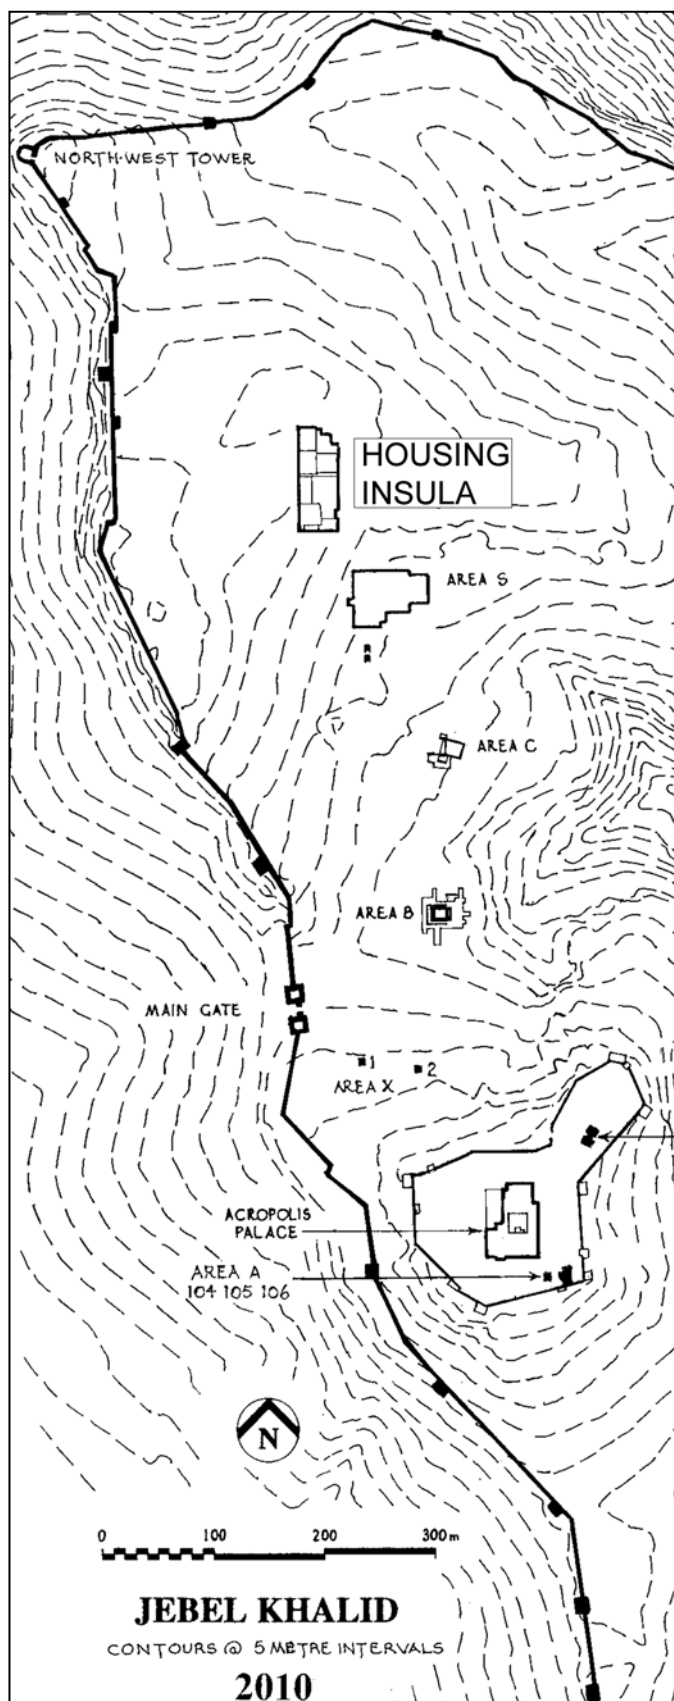 NORTH-WEST TOWER
HOUSING
INSULA
AREA S
AREA C
AREA B
MAIN GATE
1
2
AREA X
ACROPOLIS
PALACE
AREA A
104 105 106
N
0 100 200 300m
JEBEL KHALID
CONTOURS @ 5 METRE INTERVALS
2010